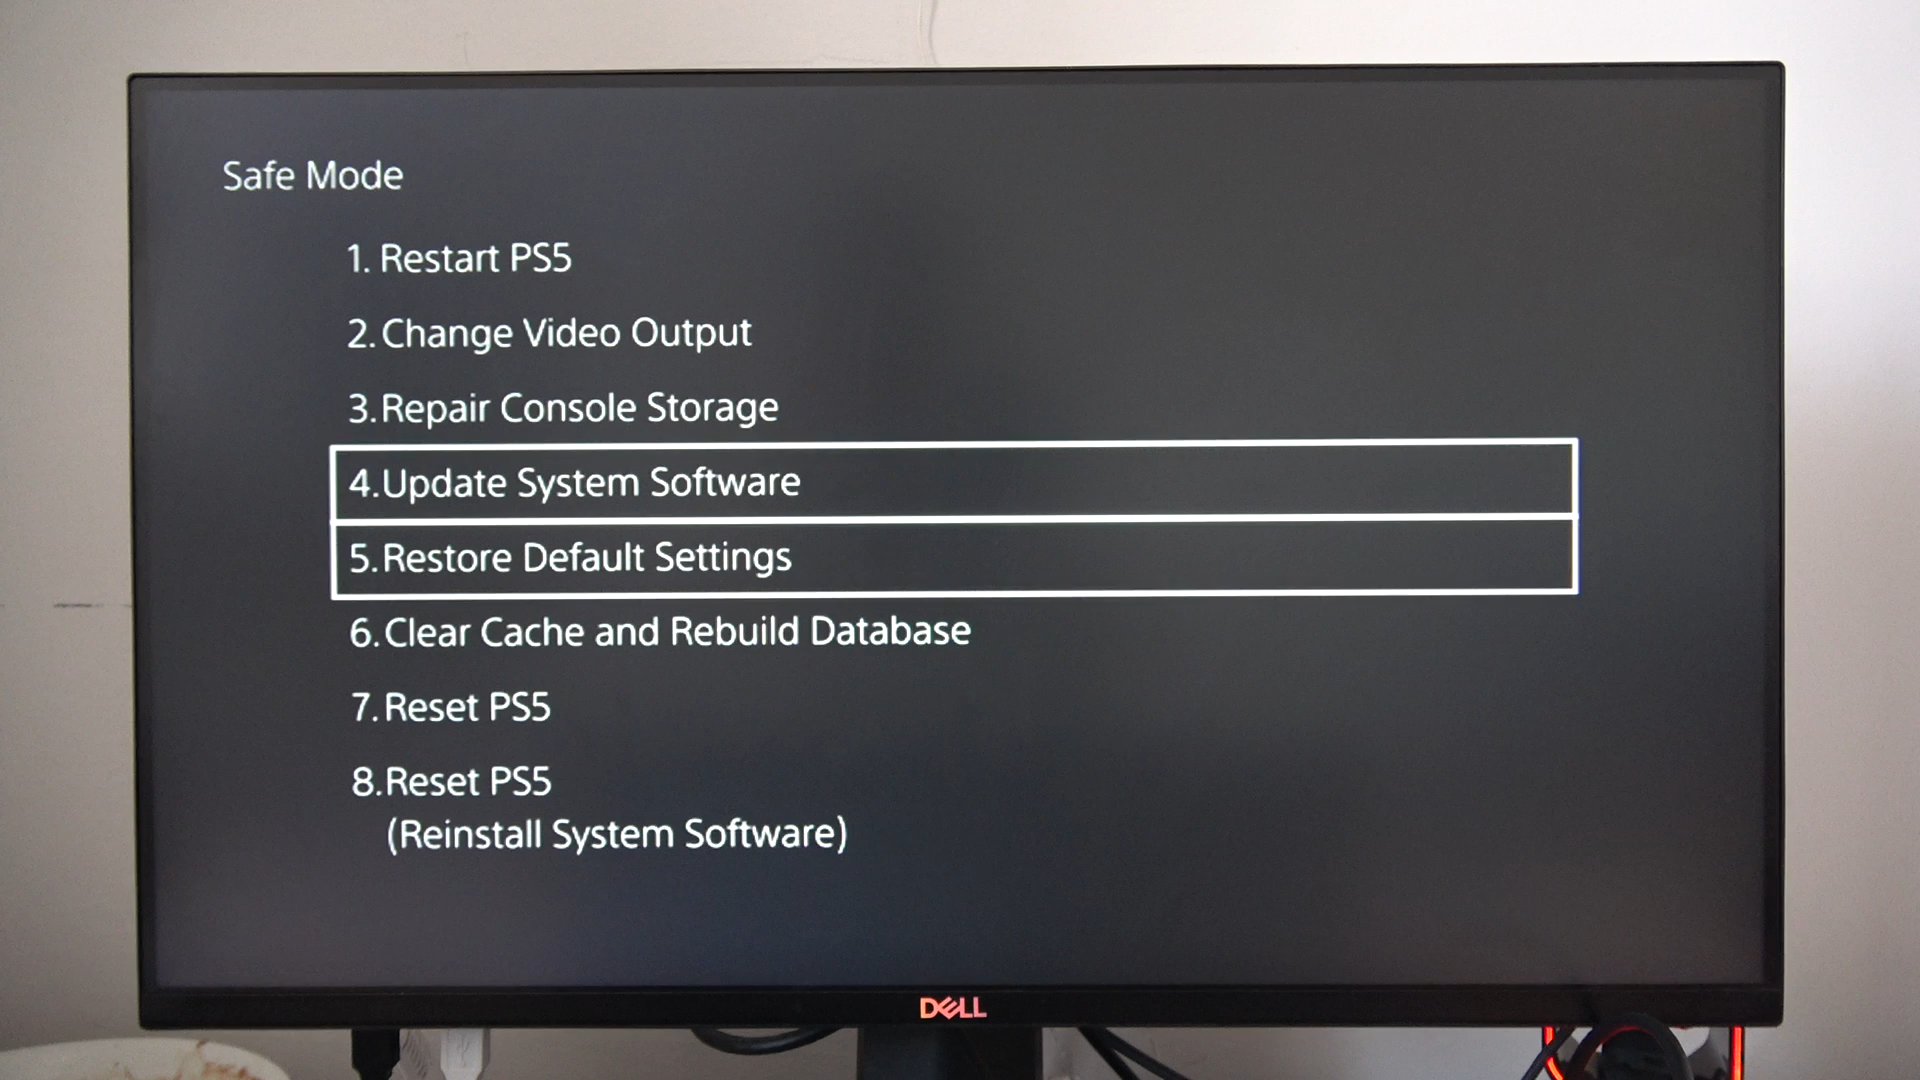 Safe Mode
1. Restart PS5
2. Change Video Output
3. Repair Console Storage
4. Update System Software
5. Restore Default Settings
6. Clear Cache and Rebuild Database
7. Reset PS5
8. Reset PS5
(Reinstall System Software)
DELL